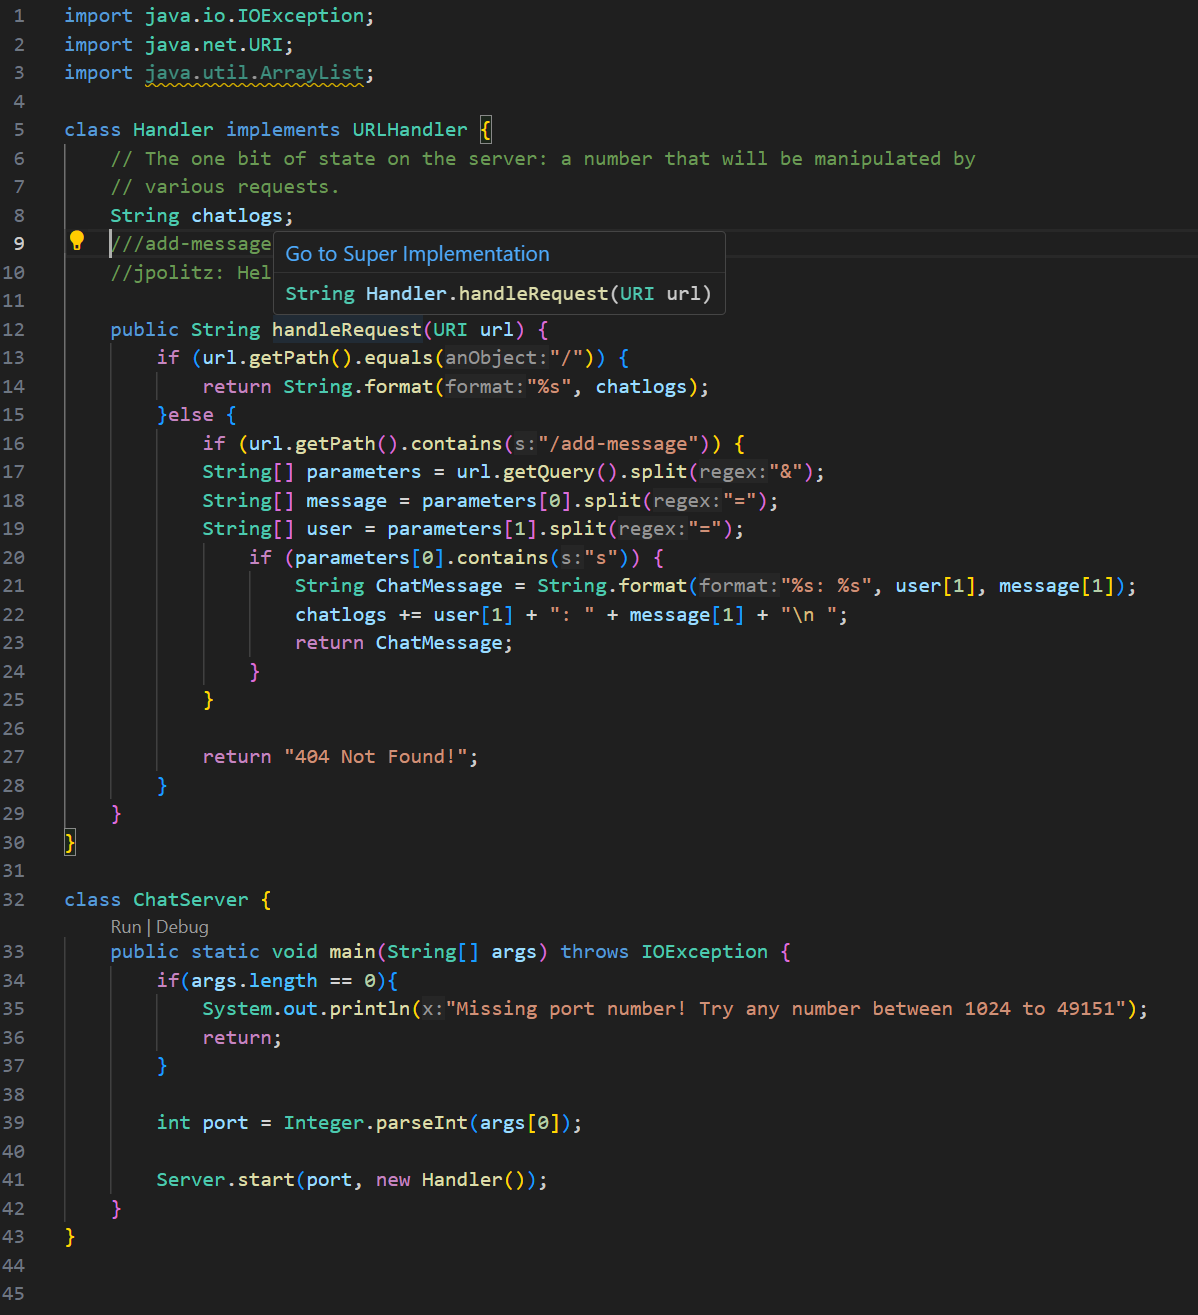 1 import java.io.IOException;
2 import java.net.URI;
3 import java.util.ArrayList;
4
5 class Handler implements URLHandler {
6 // The one bit of state on the server: a number that will be manipulated by
7 // various requests.
8 String chatlogs;
9 ///add-message
Go to Super Implementation
10 //jpolitz: Hel
String Handler.handleRequest(URI url)
11
12 public String handleRequest(URI url) {
13 if (url.getPath().equals(anObject:"/")) {
14 return String.format(format:"%s", chatlogs);
15 }else {
16 if (url.getPath().contains(s:"/add-message")) {
17 String[] parameters = url.getQuery().split(regex:"&");
18 String[] message = parameters[0].split(regex:"=");
19 String[] user = parameters[1].split(regex:"=");
20 if (parameters[0].contains(s:"s")) {
21 String ChatMessage = String.format(format:"%s: %s", user[1], message[1]);
22 chatlogs += user[1] + ": " + message[1] + "\n ";
23 return ChatMessage;
24 }
25 }
26
27 return "404 Not Found!";
28 }
29 }
30 }
31
32 class ChatServer {
Run | Debug
33 public static void main(String[] args) throws IOException {
34 if(args.length == 0){
35 System.out.println(x:"Missing port number! Try any number between 1024 to 49151");
36 return;
37 }
38
39 int port = Integer.parseInt(args[0]);
40
41 Server.start(port, new Handler());
42 }
43 }
44
45